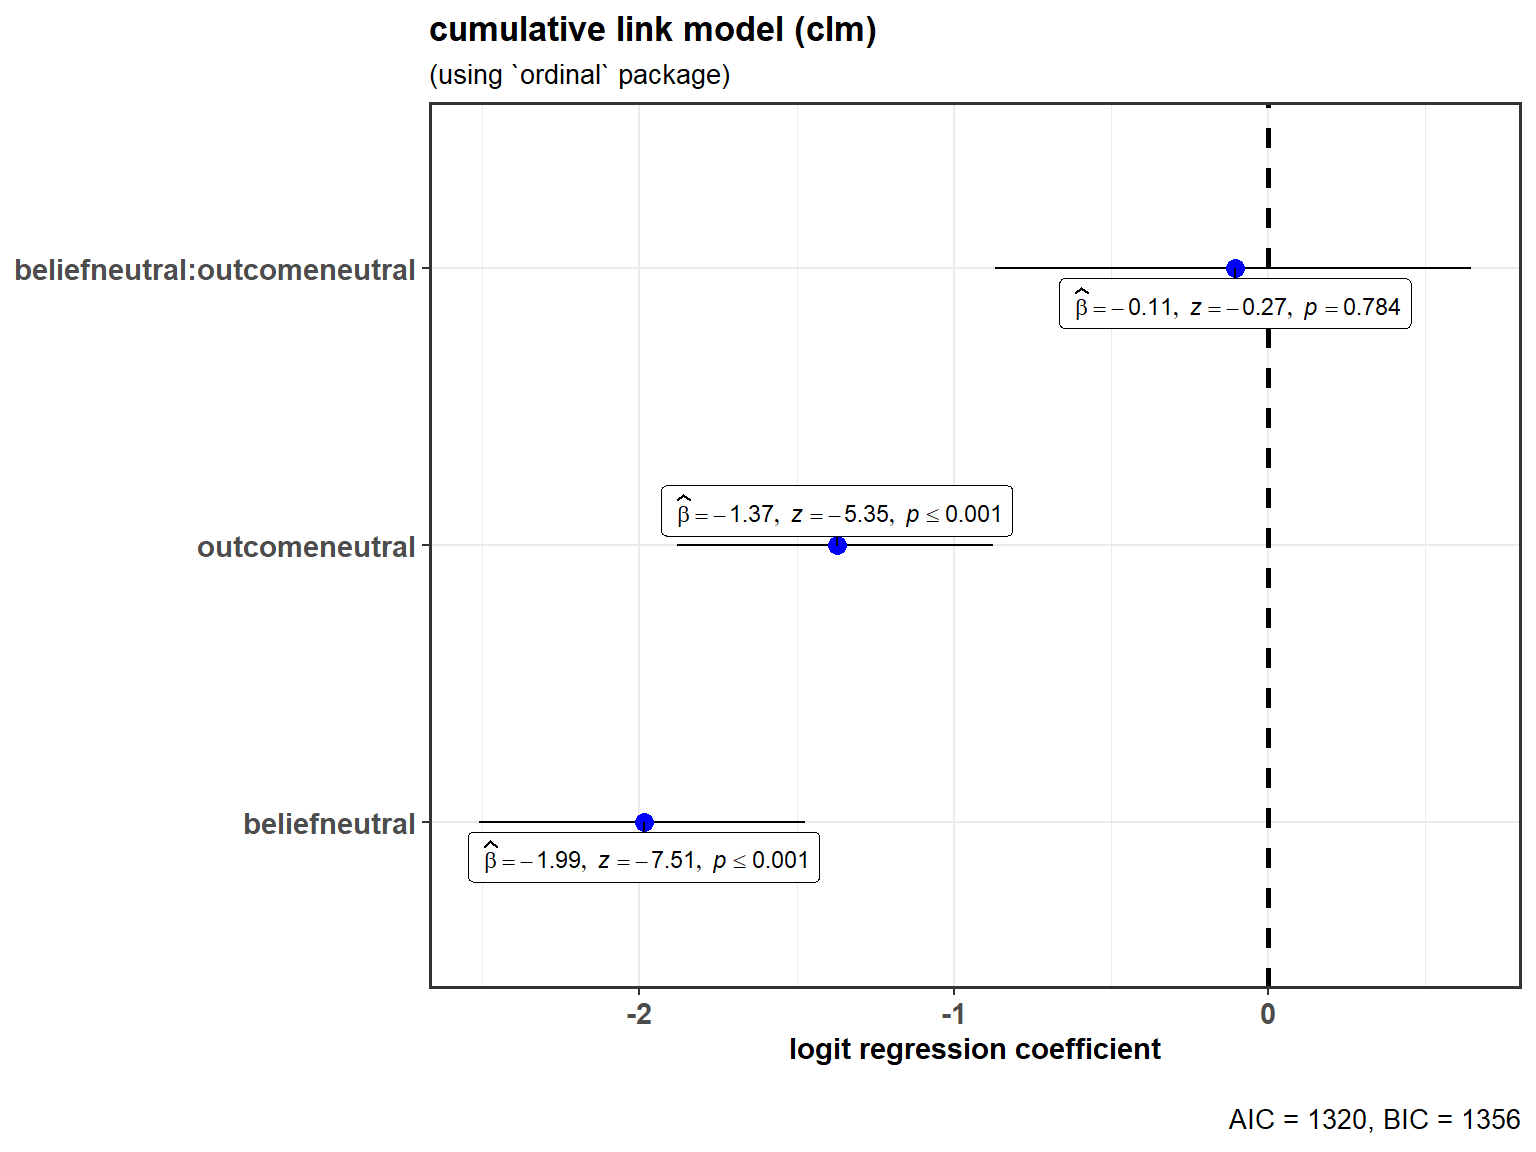 cumulative link model (clm)
(using `ordinal` package)
beliefneutral:outcomeneutral
β̂ = −0.11, z = −0.27, p = 0.784
β̂ = −1.37, z = −5.35, p ≤ 0.001
outcomeneutral
beliefneutral
β̂ = −1.99, z = −7.51, p ≤ 0.001
-2 -1 0
logit regression coefficient
AIC = 1320, BIC = 1356